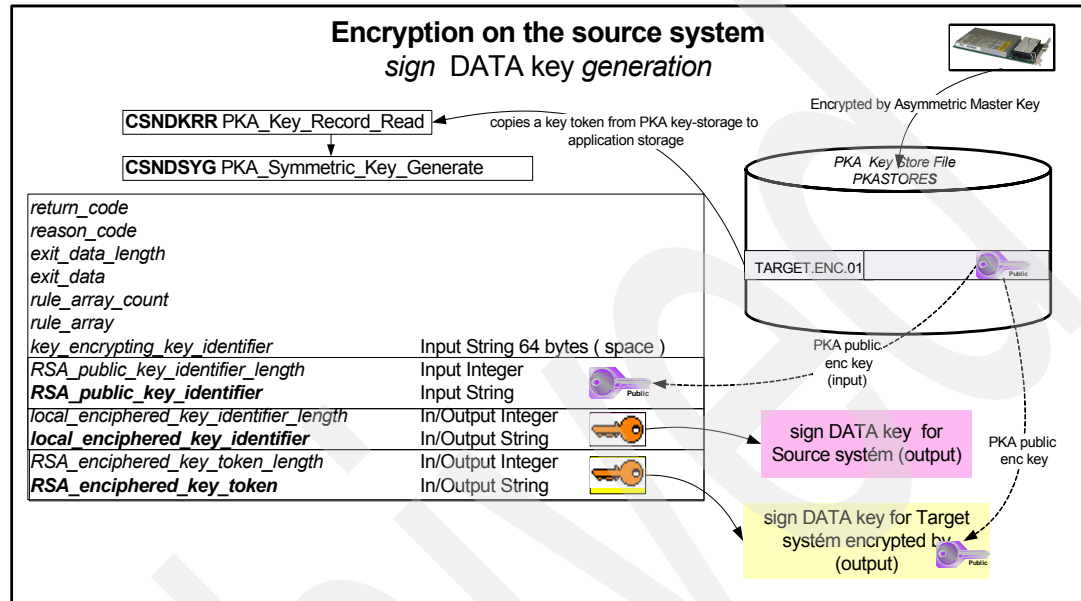 Encryption on the source system
sign DATA key generation
Encrypted by Asymmetric Master Key
CSNDKRR PKA_Key_Record_Read
copies a key token from PKA key-storage to
application storage
CSNDSYG PKA_Symmetric_Key_Generate
PKA Key Store File
PKASTORES
TARGET.ENC.01
Public
return_code
reason_code
exit_data_length
exit_data
rule_array_count
rule_array
key_encrypting_key_identifier Input String 64 bytes ( space )
RSA_public_key_identifier_length Input Integer
RSA_public_key_identifier Input String
Public
local_enciphered_key_identifier_length In/Output Integer
local_enciphered_key_identifier In/Output String
RSA_enciphered_key_token_length In/Output Integer
RSA_enciphered_key_token In/Output String
PKA public
enc key
(input)
sign DATA key for
Source systém (output)
PKA public
enc key
sign DATA key for Target
systém encrypted by
(output)
Public